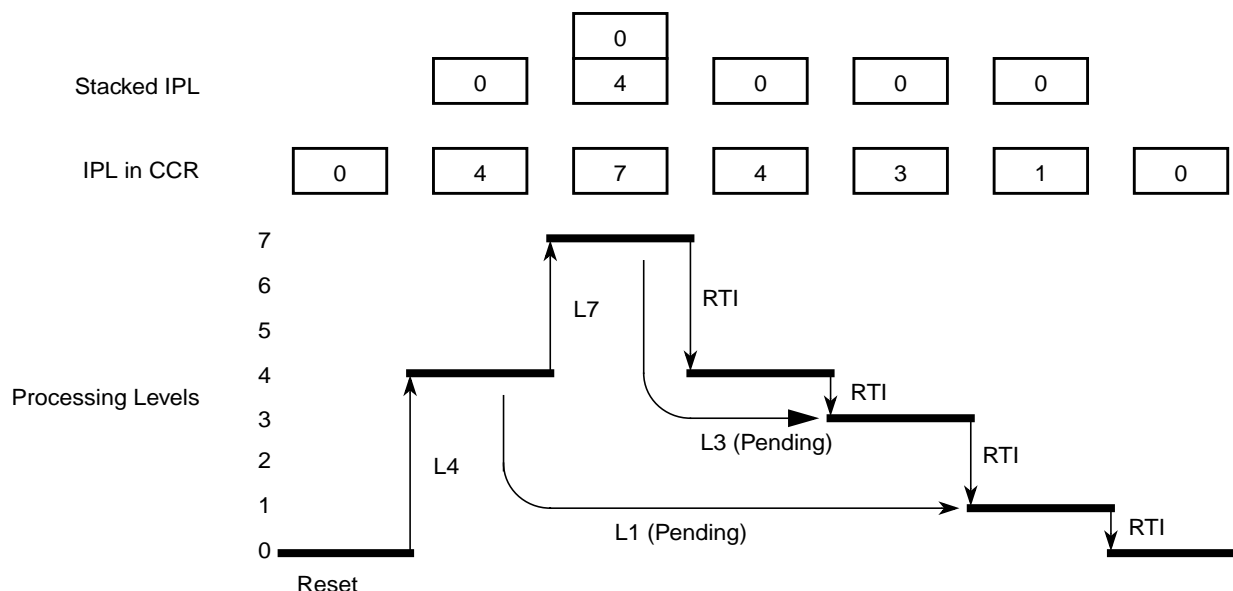 0
Stacked IPL 0 4 0 0 0
IPL in CCR 0 4 7 4 3 1 0
7
6
L7 RTI
5
4
Processing Levels RTI
3
L3 (Pending)
2
L4 RTI
1
L1 (Pending) RTI
0
Reset